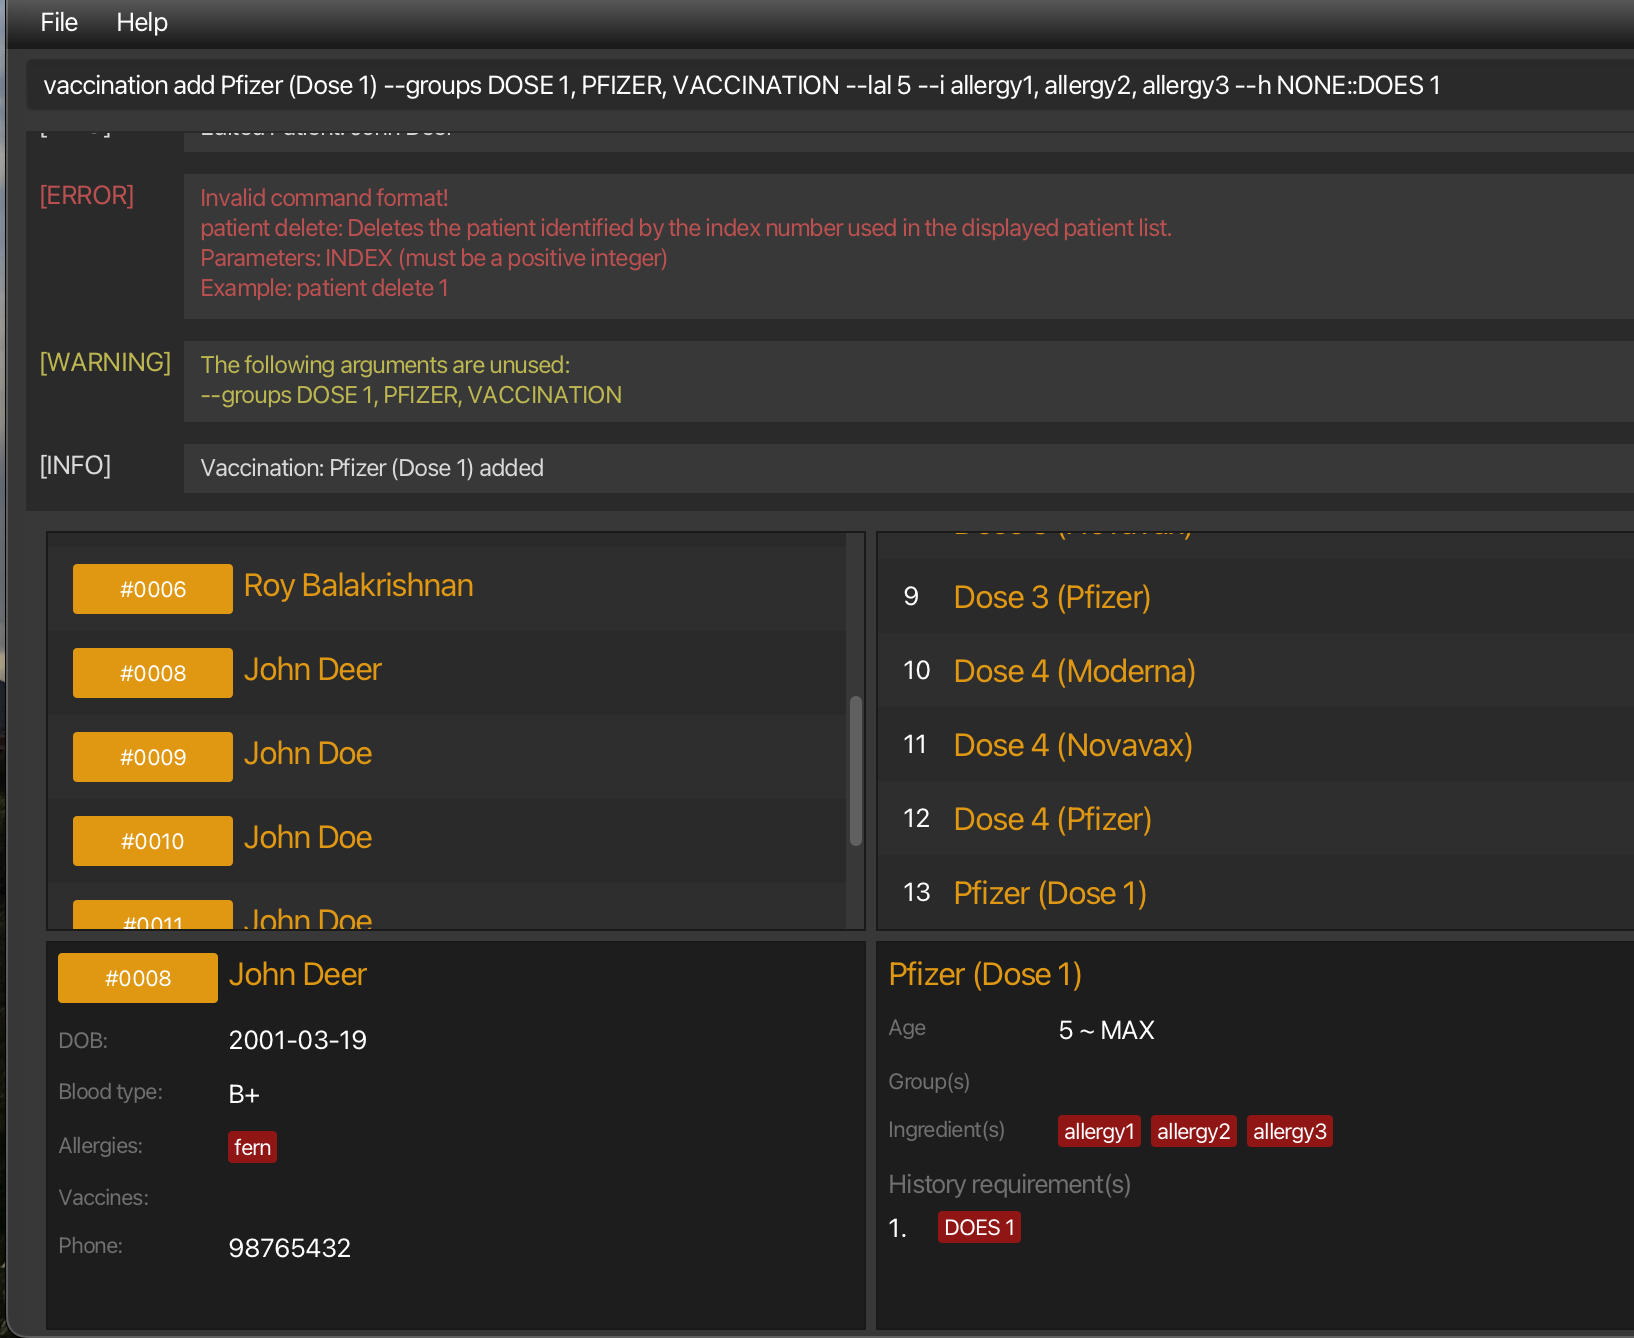 File Help
vaccination add Pfizer (Dose 1) --groups DOSE 1, PFIZER, VACCINATION --lal 5 --i allergy1, allergy2, allergy3 --h NONE::DOES 1
Edited Patient: John Deer
[ERROR]
Invalid command format!
patient delete: Deletes the patient identified by the index number used in the displayed patient list.
Parameters: INDEX (must be a positive integer)
Example: patient delete 1
[WARNING]
The following arguments are unused:
--groups DOSE 1, PFIZER, VACCINATION
[INFO]
Vaccination: Pfizer (Dose 1) added
#0006 Roy Balakrishnan
#0008 John Deer
#0009 John Doe
#0010 John Doe
#0011 John Doe
9 Dose 3 (Pfizer)
10 Dose 4 (Moderna)
11 Dose 4 (Novavax)
12 Dose 4 (Pfizer)
13 Pfizer (Dose 1)
#0008 John Deer
DOB: 2001-03-19
Blood type: B+
Allergies: fern
Vaccines:
Phone: 98765432
Pfizer (Dose 1)
Age 5 ~ MAX
Group(s)
Ingredient(s) allergy1 allergy2 allergy3
History requirement(s)
1. DOES 1